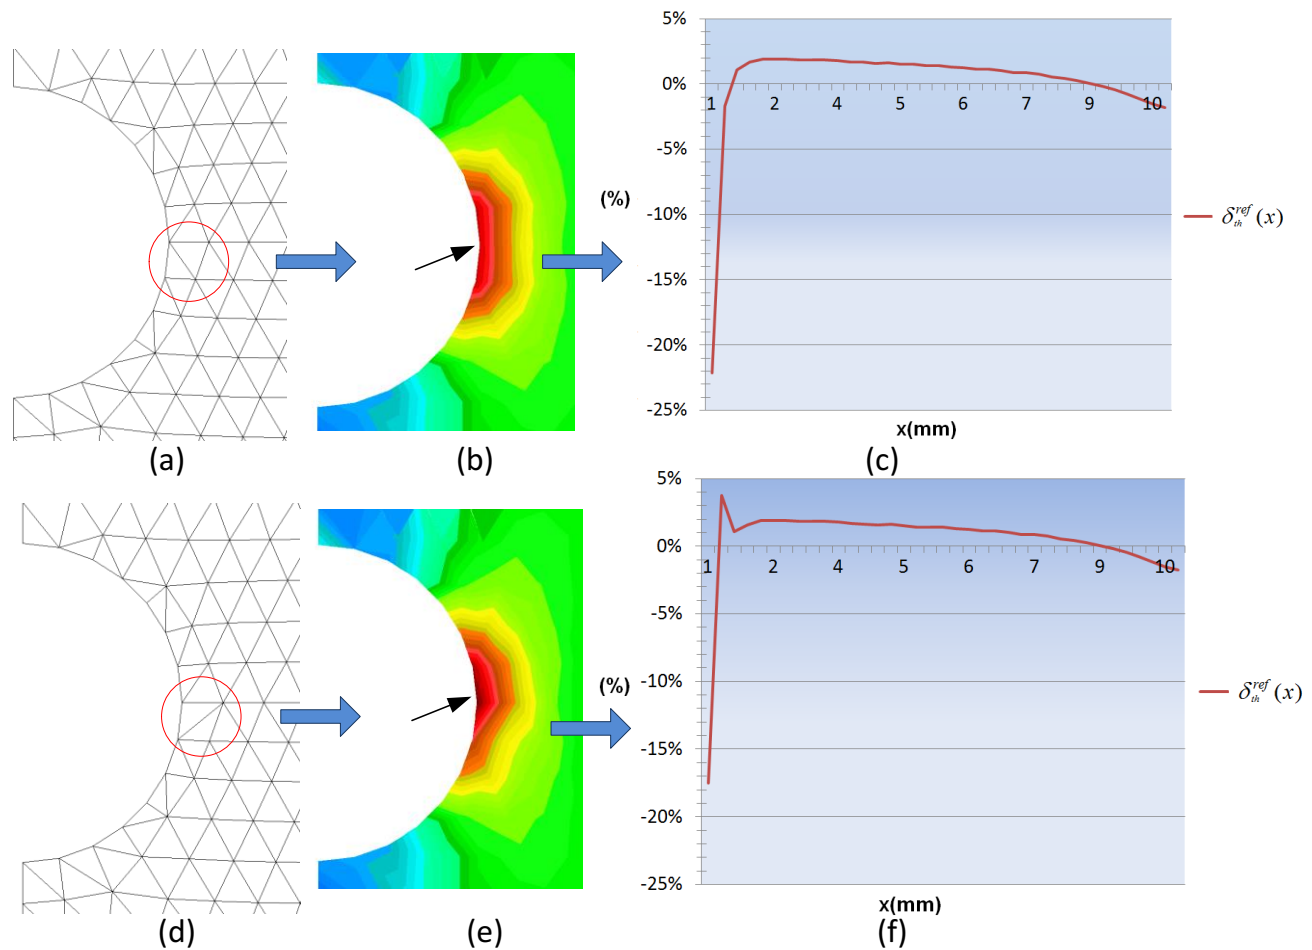 5%
0%
1 2 4 5 6 7 9 10
-5%
(%)
-10%
δ_th^ref (x)
-15%
-20%
-25%
x(mm)
(a) (b) (c)
5%
0%
1 2 4 5 6 7 9 10
-5%
(%)
-10%
δ_th^ref (x)
-15%
-20%
-25%
x(mm)
(d) (e) (f)